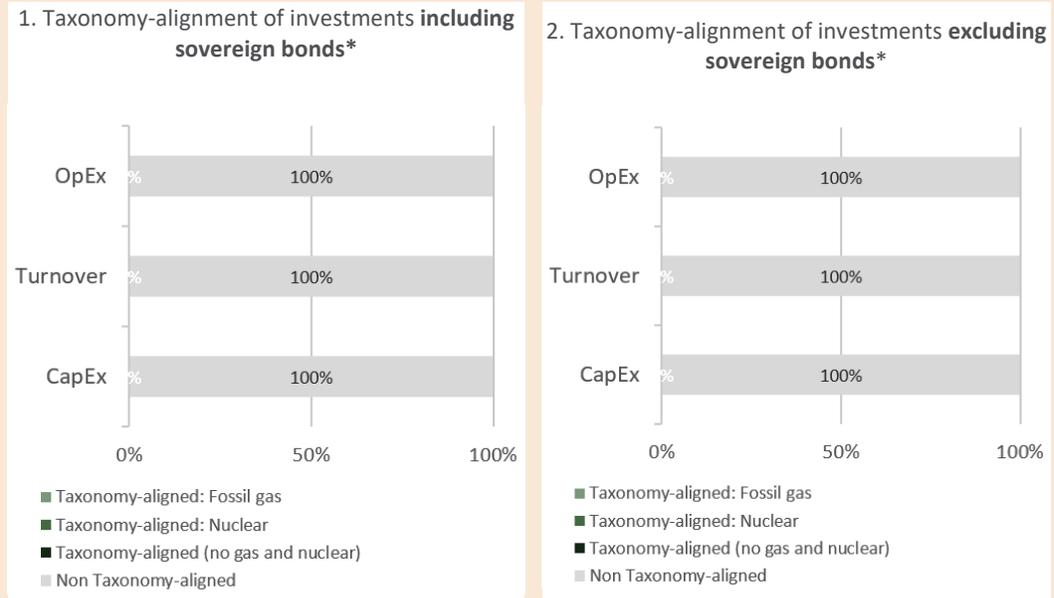 1. Taxonomy-alignment of investments including
sovereign bonds*
OpEx
% 100%
Turnover
% 100%
CapEx
% 100%
0% 50% 100%
Taxonomy-aligned: Fossil gas
Taxonomy-aligned: Nuclear
Taxonomy-aligned (no gas and nuclear)
Non Taxonomy-aligned
2. Taxonomy-alignment of investments excluding
sovereign bonds*
OpEx
% 100%
Turnover
% 100%
CapEx
% 100%
0% 50% 100%
Taxonomy-aligned: Fossil gas
Taxonomy-aligned: Nuclear
Taxonomy-aligned (no gas and nuclear)
Non Taxonomy-aligned